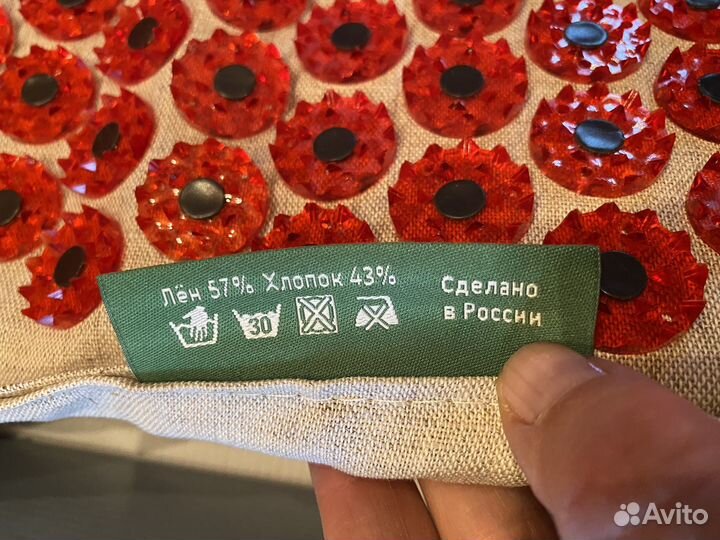 Лён 57% Хлопок 43%
30
Сделано
в России
Avito